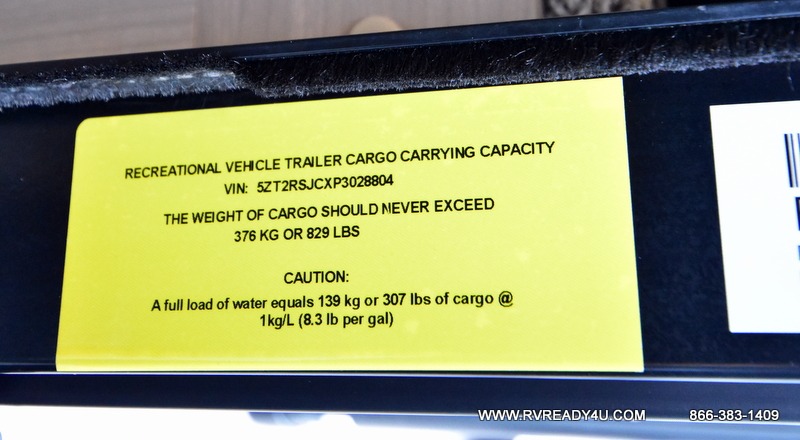 RECREATIONAL VEHICLE TRAILER CARGO CARRYING CAPACITY
VIN: 5ZT2RSJCXP3028804
THE WEIGHT OF CARGO SHOULD NEVER EXCEED
376 KG OR 829 LBS
CAUTION:
A full load of water equals 139 kg or 307 lbs of cargo @
1kg/L (8.3 lb per gal)
WWW.RVREADY4U.COM 866-383-1409